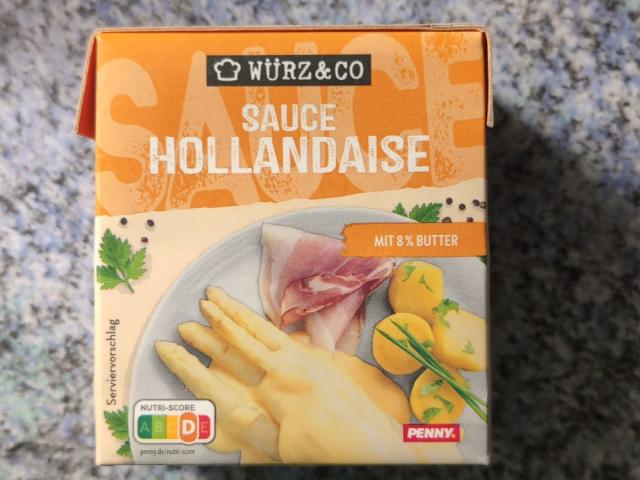 SAUCE
WÜRZ&CO
SAUCE
HOLLANDAISE
MIT 8% BUTTER
Serviervorschlag
NUTRI-SCORE
A B C D E
penny.de/nutri-score
PENNY.